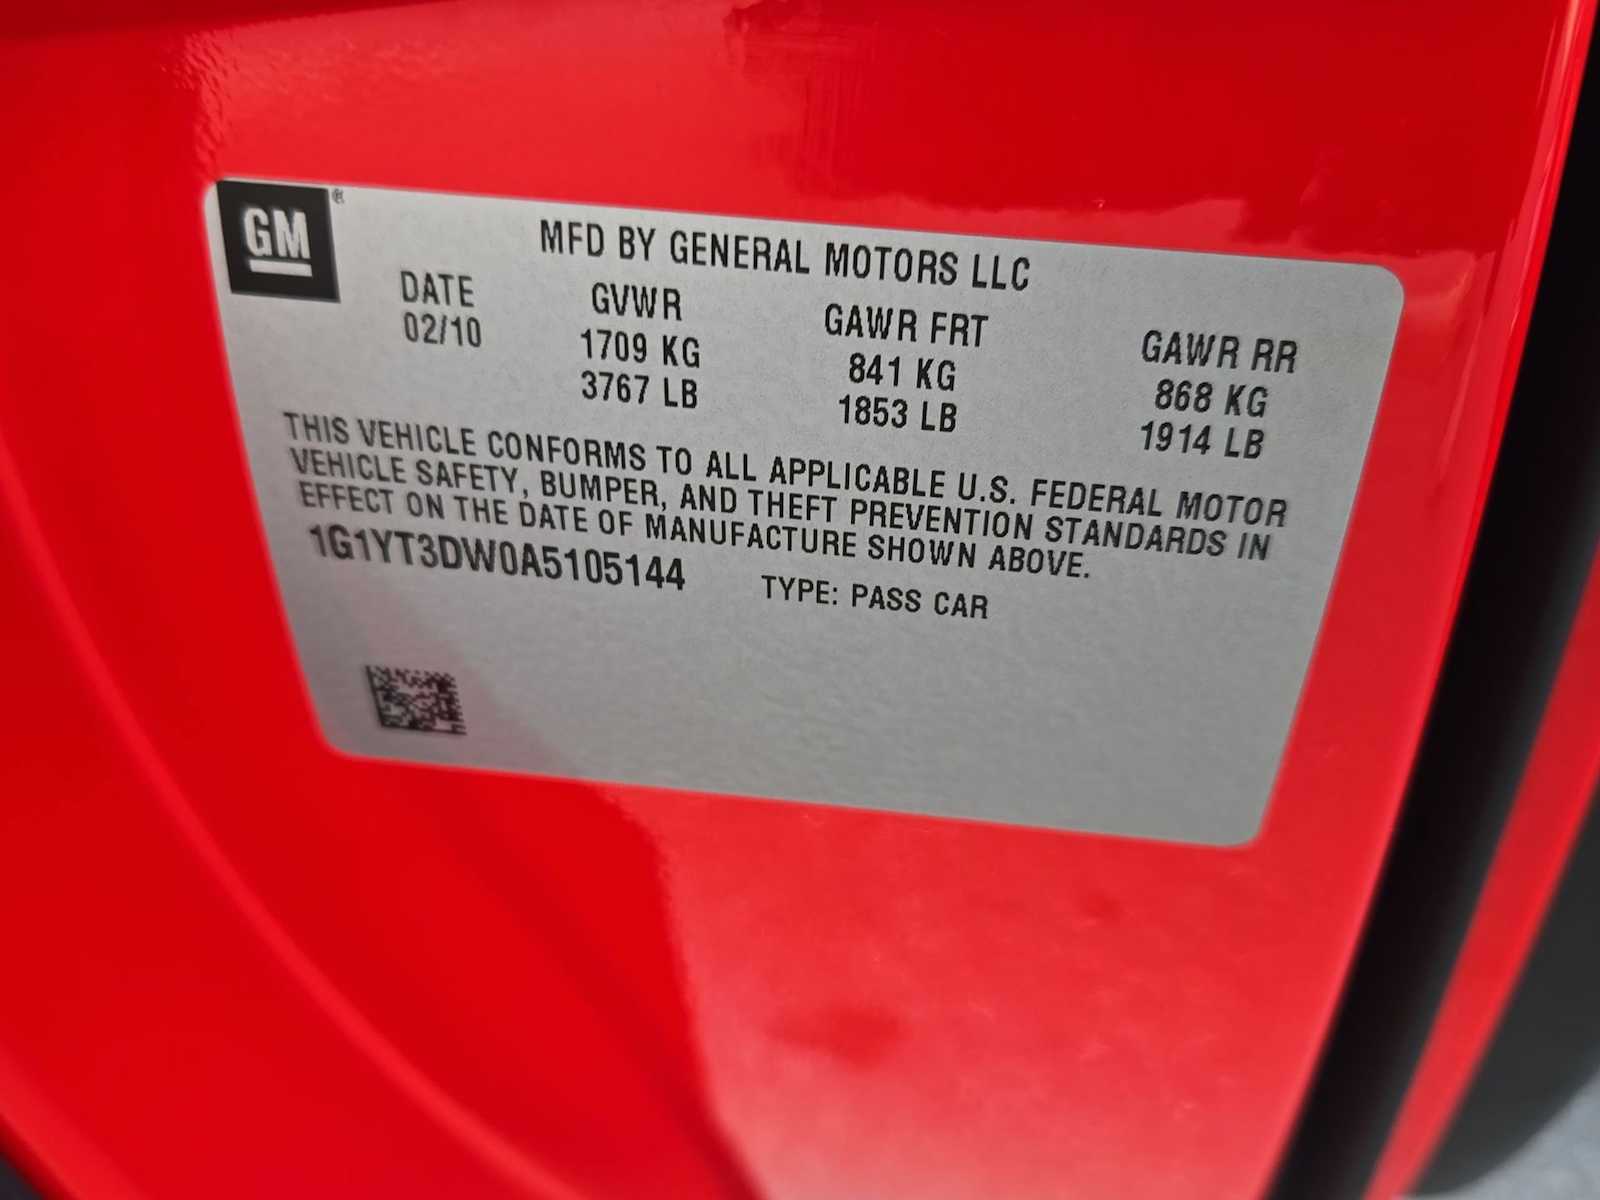 GM ®
MFD BY GENERAL MOTORS LLC
DATE GVWR GAWR FRT GAWR RR
02/10 1709 KG 841 KG 868 KG
3767 LB 1853 LB 1914 LB
THIS VEHICLE CONFORMS TO ALL APPLICABLE U.S. FEDERAL MOTOR
VEHICLE SAFETY, BUMPER, AND THEFT PREVENTION STANDARDS IN
EFFECT ON THE DATE OF MANUFACTURE SHOWN ABOVE.
1G1YT3DW0A5105144 TYPE: PASS CAR